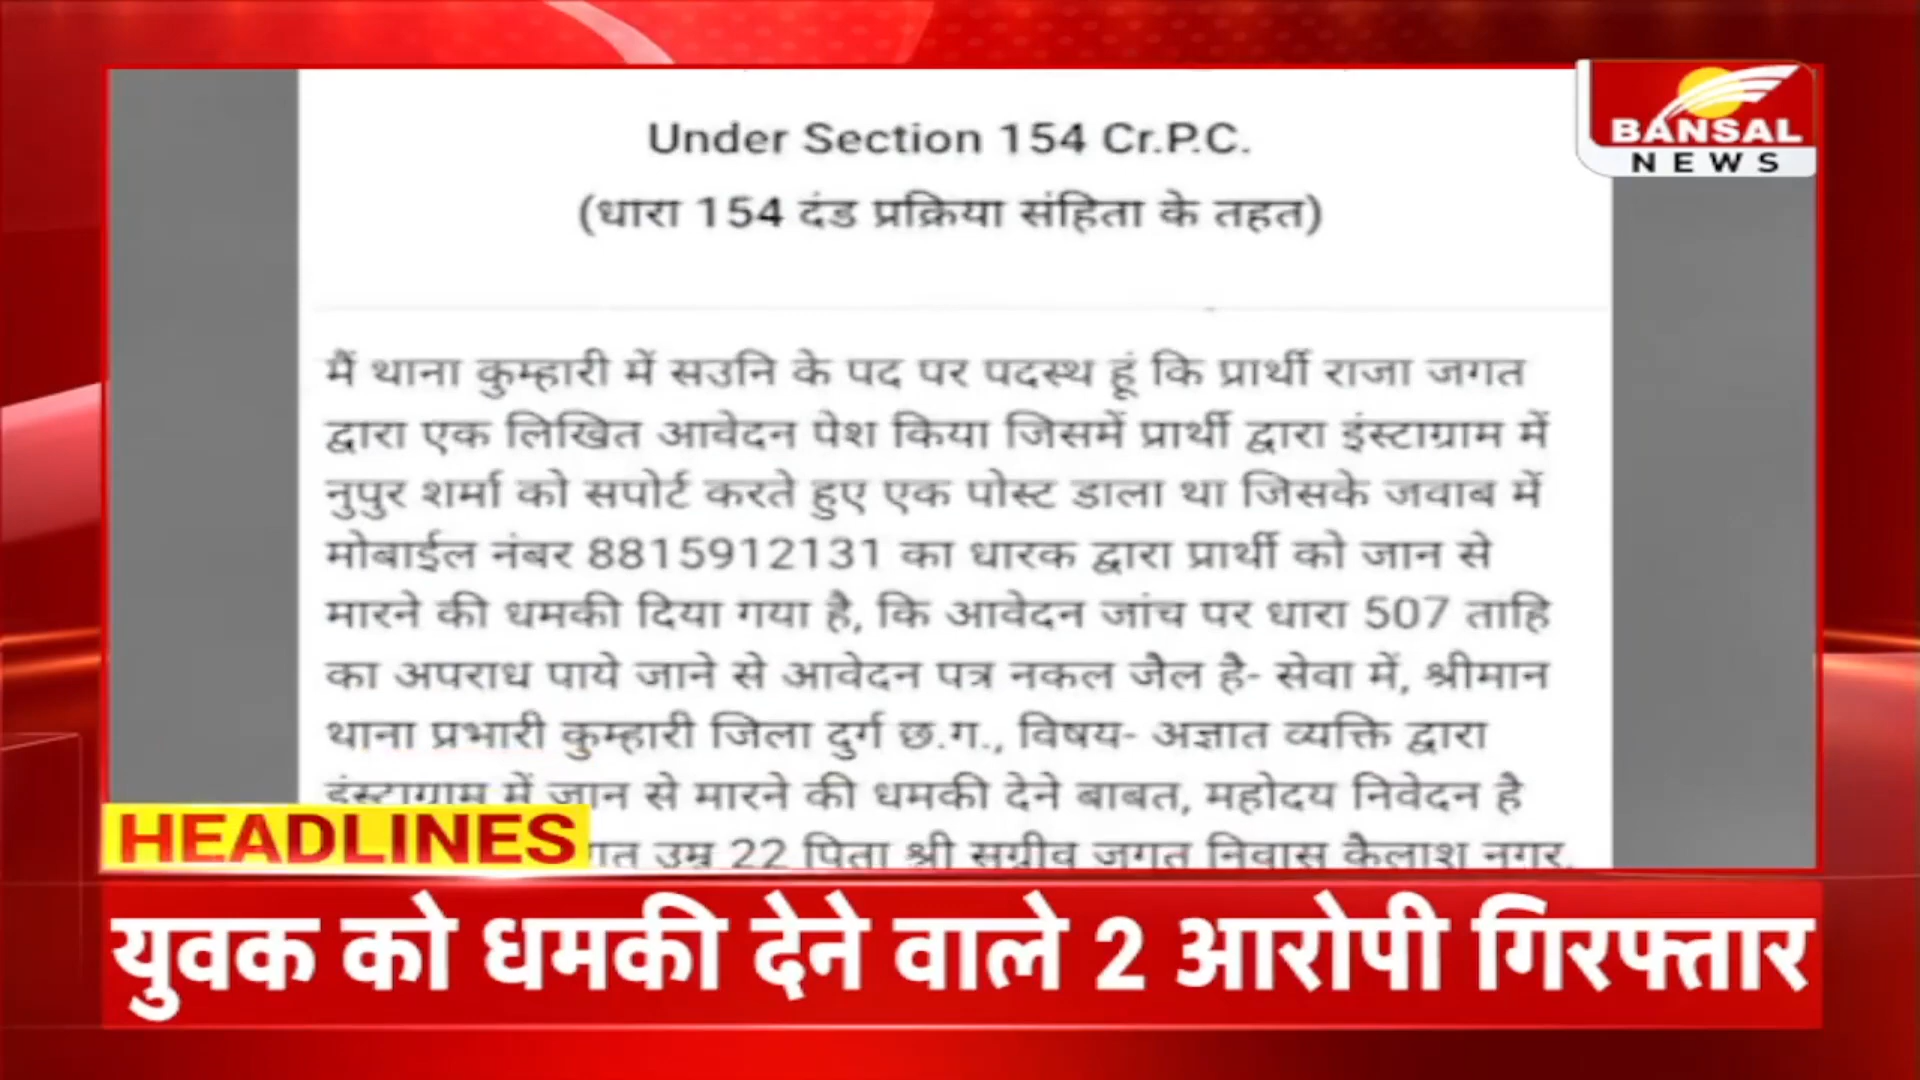 BANSAL
NEWS
Under Section 154 Cr.P.C.
(धारा 154 दंड प्रक्रिया संहिता के तहत)
मैं थाना कुम्हारी में सउनि के पद पर पदस्थ हूं कि प्रार्थी राजा जगत
द्वारा एक लिखित आवेदन पेश किया जिसमें प्रार्थी द्वारा इंस्टाग्राम में
नुपुर शर्मा को सपोर्ट करते हुए एक पोस्ट डाला था जिसके जवाब में
मोबाईल नंबर 8815912131 का धारक द्वारा प्रार्थी को जान से
मारने की धमकी दिया गया है, कि आवेदन जांच पर धारा 507 ताहि
का अपराध पाये जाने से आवेदन पत्र नकल जैल है- सेवा में, श्रीमान
थाना प्रभारी कुम्हारी जिला दुर्ग छ.ग., विषय- अज्ञात व्यक्ति द्वारा
इंस्टाग्राम में जान से मारने की धमकी देने बाबत, महोदय निवेदन है
उम्र 22 पिता श्री सुग्रीव जगत निवास कैलाश नगर,
HEADLINES
युवक को धमकी देने वाले 2 आरोपी गिरफ्तार